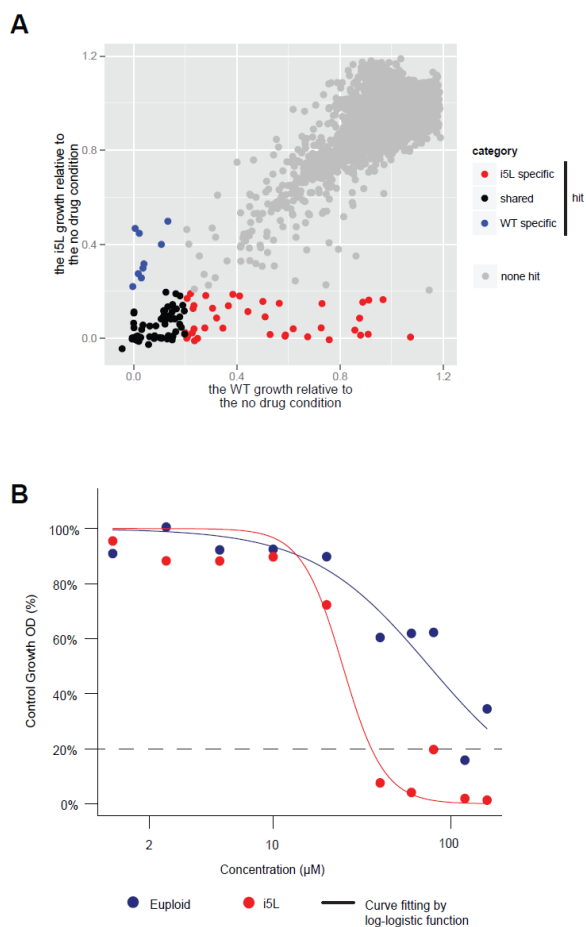 A
1.2
0.8
0.4
0.0
the i5L growth relative to
the no drug condition
0.0
0.4
0.8
1.2
the WT growth relative to
the no drug condition
category
i5L specific
shared
WT specific
hit
none hit
B
100%
80%
60%
40%
20%
0%
Control Growth OD (%)
2
10
100
Concentration (µM)
Euploid
i5L
Curve fitting by
log-logistic function